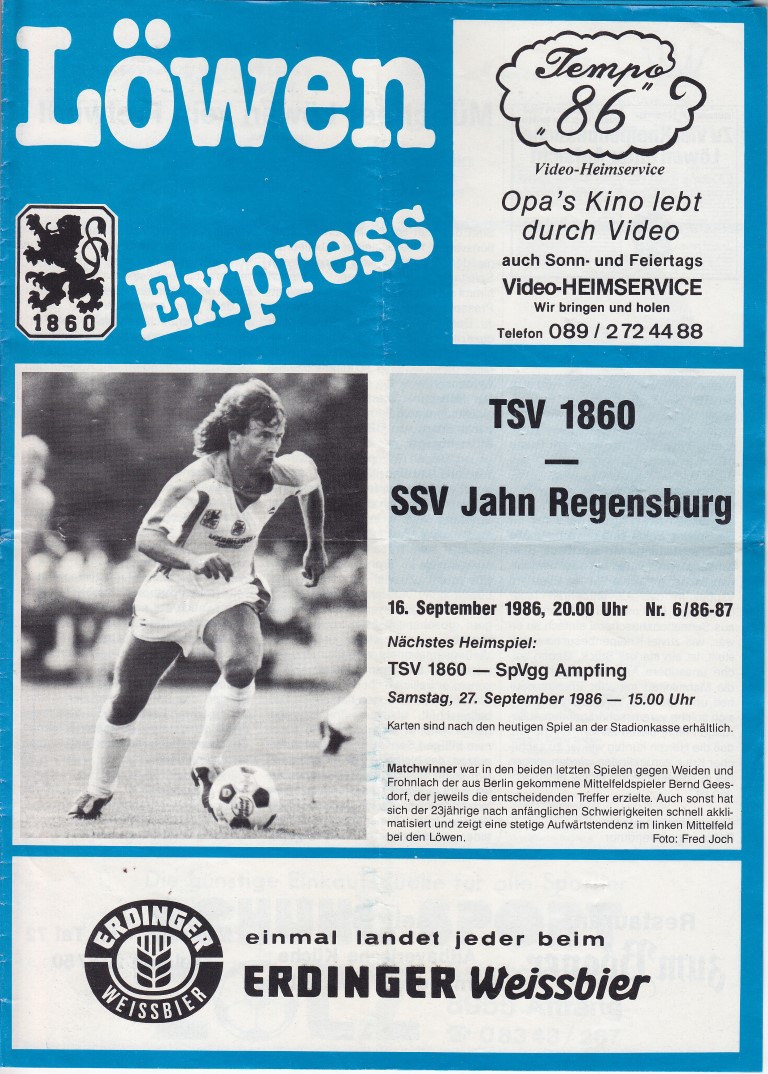 Löwen
Express
1860
Tempo
"86"
Video-Heimservice
Opa's Kino lebt
durch Video
auch Sonn- und Feiertags
Video-HEIMSERVICE
Wir bringen und holen
Telefon 089 / 2 72 44 88
TSV 1860
—
SSV Jahn Regensburg
16. September 1986, 20.00 Uhr Nr. 6/86-87
Nächstes Heimspiel:
TSV 1860 — SpVgg Ampfing
Samstag, 27. September 1986 — 15.00 Uhr
Karten sind nach den heutigen Spiel an der Stadionkasse erhältlich.
Matchwinner war in den beiden letzten Spielen gegen Weiden und
Frohnlach der aus Berlin gekommene Mittelfeldspieler Bernd Gees-
dorf, der jeweils die entscheidenden Treffer erzielte. Auch sonst hat
sich der 23jährige nach anfänglichen Schwierigkeiten schnell akkli-
matisiert und zeigt eine stetige Aufwärtstendenz im linken Mittelfeld
bei den Löwen. Foto: Fred Joch
ERDINGER
WEISSBIER
einmal landet jeder beim
ERDINGER Weissbier